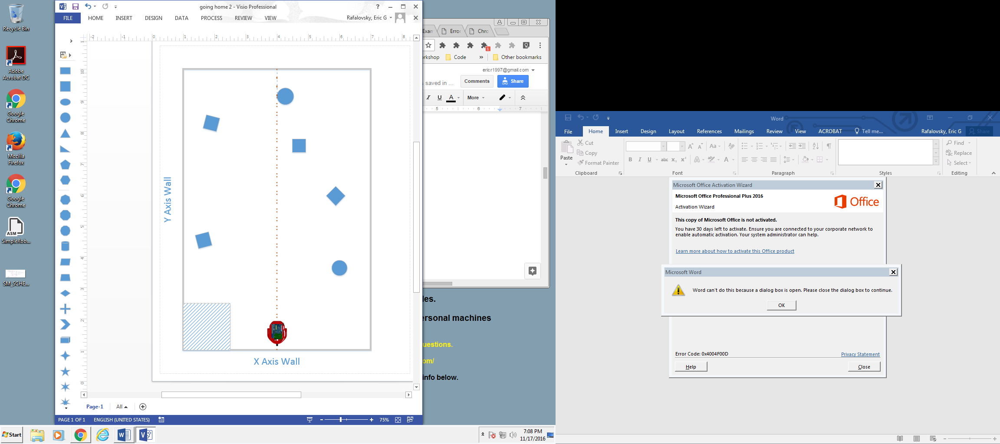 Recycle Bin
Adobe
Acrobat DC
Google
Chrome
Mozilla
Firefox
Google
Chrome
ASM
SimpleRob...
SM_SCHE...
going home 2 - Visio Professional
FILE HOME INSERT DESIGN DATA PROCESS REVIEW VIEW
Rafalovsky, Eric G
-2 -1 0 1 2 3 4 5 6 7 8
10
9
8
7
6
5
4
3
2
1
0
Y Axis Wall
X Axis Wall
Page-1 All
PAGE 1 OF 1 ENGLISH (UNITED STATES) 75%
Exam Error Chro
1
rkshop Code » Other bookmarks
ericr1997@gmail.com
s saved in ... Comments Share
I U A More
5 6 7
les.
ersonal machines
uestions.
om/
info below.
Start
7:08 PM
11/17/2016
Word
File Home Insert Design Layout References Mailings Review View ACROBAT Tell me... Rafalovsky, Eric G Share
Paste
Cut
Copy
Format Painter
Find
Replace
Select
Clipboard Font Paragraph Styles Editing
Microsoft Office Activation Wizard
Microsoft Office Professional Plus 2016
Activation Wizard
Office
This copy of Microsoft Office is not activated.
You have 30 days left to activate. Ensure you are connected to your corporate network to
enable automatic activation. Your system administrator can help.
Learn more about how to activate this Office product
Microsoft Word
Word can't do this because a dialog box is open. Please close the dialog box to continue.
OK
Error Code: 0x4004F00D
Privacy Statement
Help Close